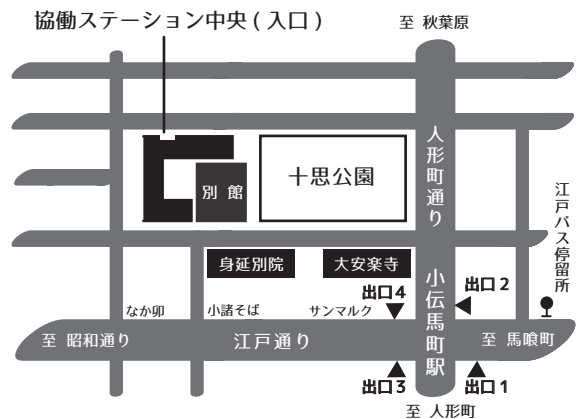 協働ステーション中央 ( 入口 )
至 秋葉原
人形町通り
別 館
十思公園
江戸バス停留所
身延別院
大安楽寺
小伝馬町駅
出口2
出口4
なか卯
小諸そば
サンマルク
至 昭和通り
江戸通り
至 馬喰町
出口3
出口1
至 人形町